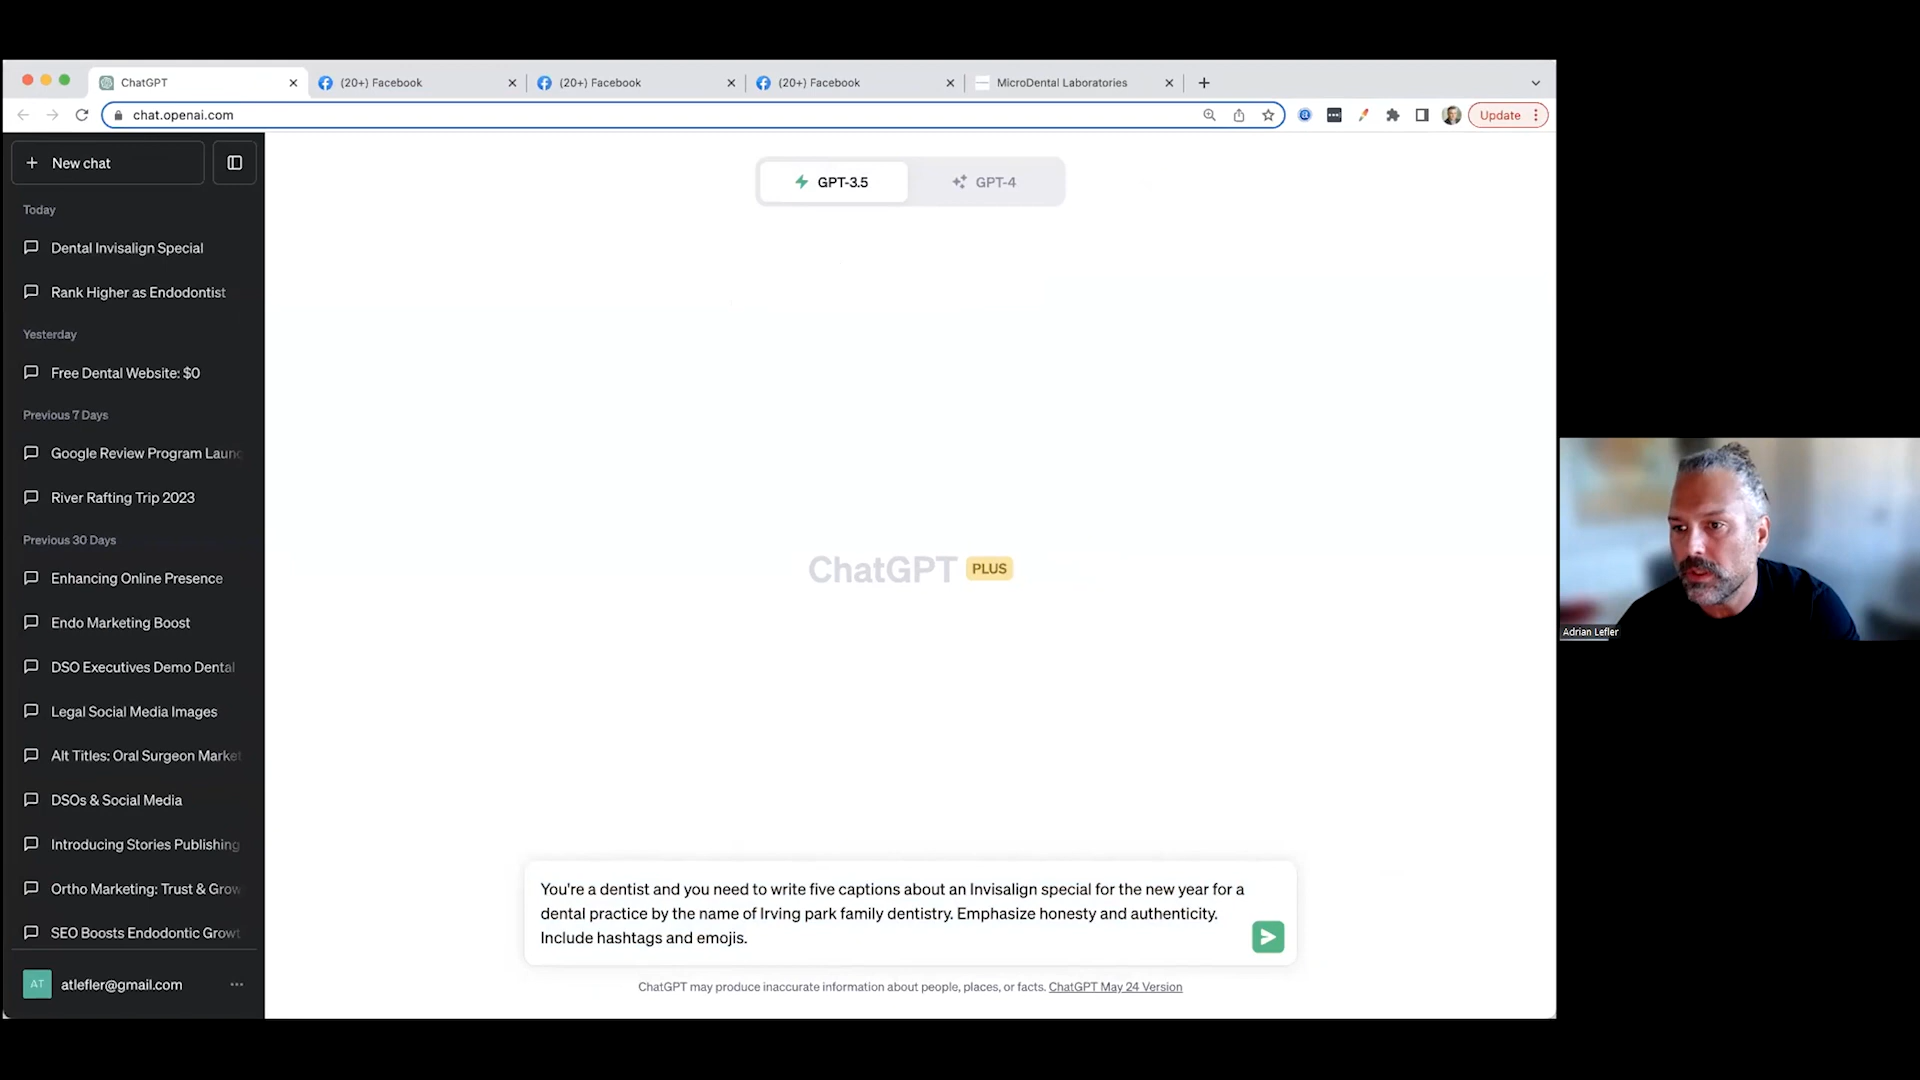 ChatGPT
(20+) Facebook
(20+) Facebook
(20+) Facebook
MicroDental Laboratories
chat.openai.com
Update
New chat
Today
Dental Invisalign Special
Rank Higher as Endodontist
Yesterday
Free Dental Website: $0
Previous 7 Days
Google Review Program Launc
River Rafting Trip 2023
Previous 30 Days
Enhancing Online Presence
Endo Marketing Boost
DSO Executives Demo Dental
Legal Social Media Images
Alt Titles: Oral Surgeon Market
DSOs & Social Media
Introducing Stories Publishing
Ortho Marketing: Trust & Grow
SEO Boosts Endodontic Growt
AT
atlefler@gmail.com
GPT-3.5
GPT-4
ChatGPT PLUS
You're a dentist and you need to write five captions about an Invisalign special for the new year for a
dental practice by the name of Irving park family dentistry. Emphasize honesty and authenticity.
Include hashtags and emojis.
ChatGPT may produce inaccurate information about people, places, or facts. ChatGPT May 24 Version
Adrian Lefler